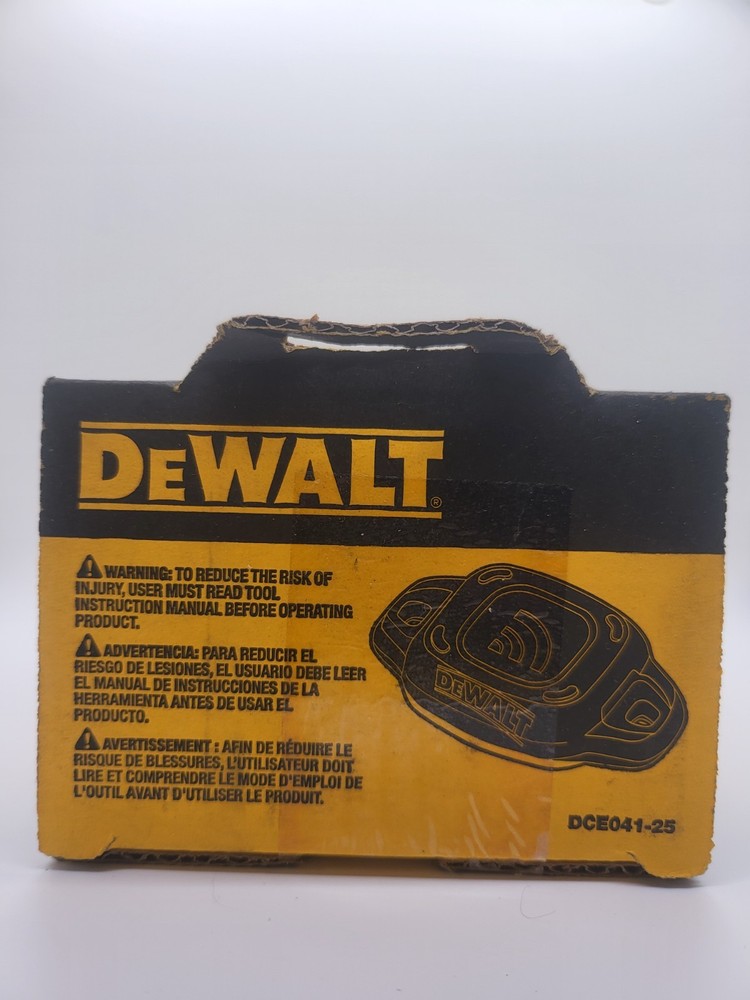 DEWALT®
WARNING: TO REDUCE THE RISK OF
INJURY, USER MUST READ TOOL
INSTRUCTION MANUAL BEFORE OPERATING
PRODUCT.
ADVERTENCIA: PARA REDUCIR EL
RIESGO DE LESIONES, EL USUARIO DEBE LEER
EL MANUAL DE INSTRUCCIONES DE LA
HERRAMIENTA ANTES DE USAR EL
PRODUCTO.
AVERTISSEMENT : AFIN DE RÉDUIRE LE
RISQUE DE BLESSURES, L'UTILISATEUR DOIT
LIRE ET COMPRENDRE LE MODE D'EMPLOI DE
L'OUTIL AVANT D'UTILISER LE PRODUIT.
DEWALT
DCE041-25